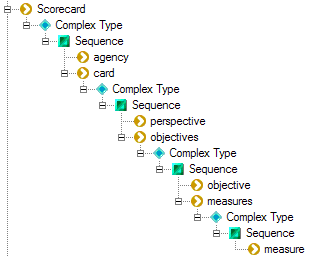 Scorecard
Complex Type
Sequence
agency
card
Complex Type
Sequence
perspective
objectives
Complex Type
Sequence
objective
measures
Complex Type
Sequence
measure